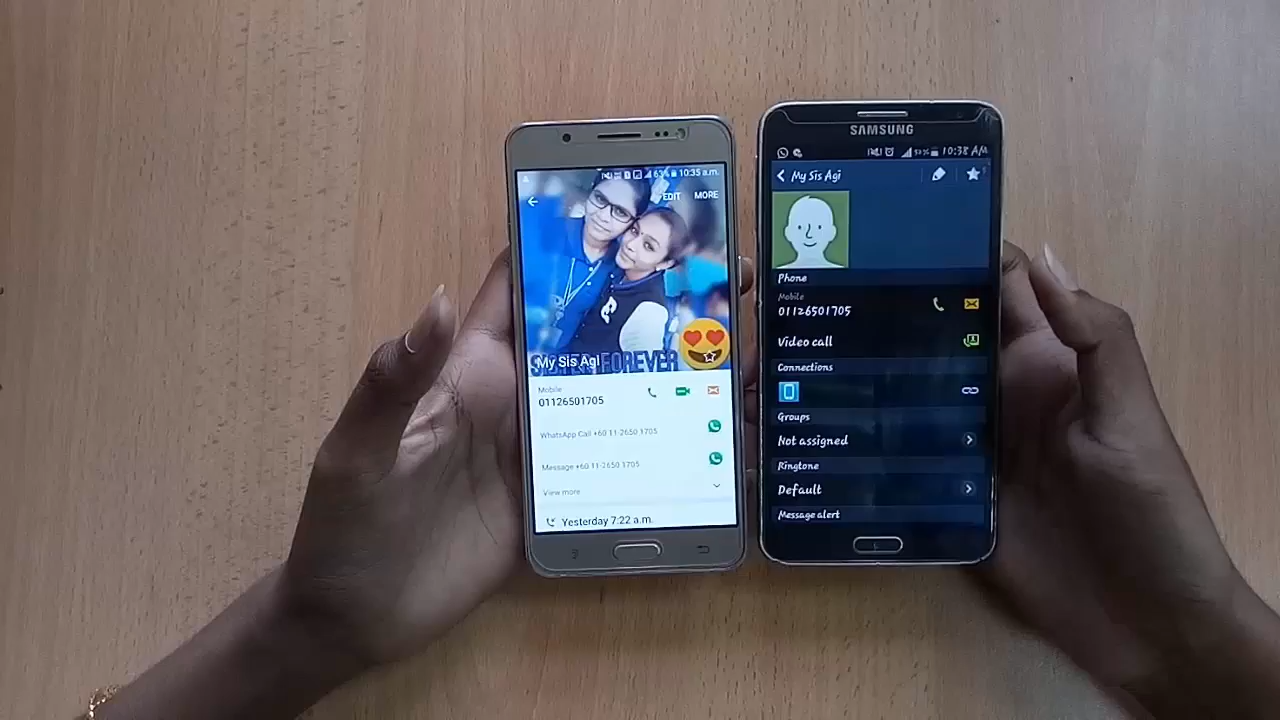 63% 10:35 a.m.
EDIT MORE
FOREVER
My Sis Agi
Mobile
01126501705
WhatsApp Call +60 11-2650 1705
Message +60 11-2650 1705
View more
Yesterday 7:22 a.m.
SAMSUNG
52% 10:38 AM
My Sis Agi
Phone
Mobile
01126501705
Video call
Connections
Groups
Not assigned
Ringtone
Default
Message alert